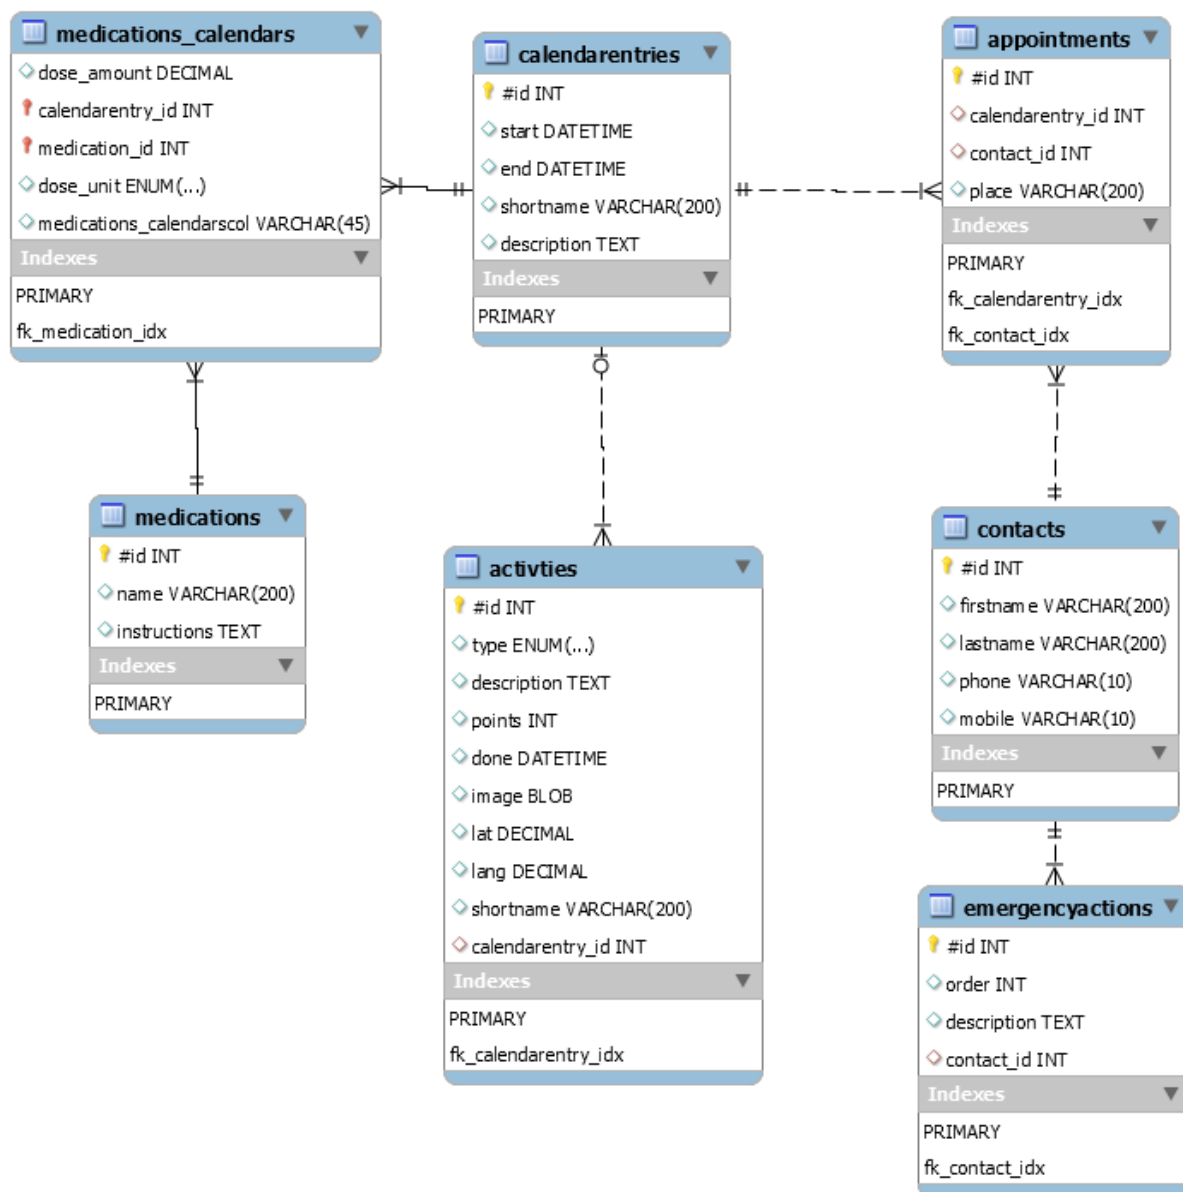 medications_calendars
dose_amount DECIMAL
calendarentry_id INT
medication_id INT
dose_unit ENUM(...)
medications_calendarscol VARCHAR(45)
Indexes
PRIMARY
fk_medication_idx
calendarentries
#id INT
start DATETIME
end DATETIME
shortname VARCHAR(200)
description TEXT
Indexes
PRIMARY
appointments
#id INT
calendarentry_id INT
contact_id INT
place VARCHAR(200)
Indexes
PRIMARY
fk_calendarentry_idx
fk_contact_idx
medications
#id INT
name VARCHAR(200)
instructions TEXT
Indexes
PRIMARY
activties
#id INT
type ENUM(...)
description TEXT
points INT
done DATETIME
image BLOB
lat DECIMAL
lang DECIMAL
shortname VARCHAR(200)
calendarentry_id INT
Indexes
PRIMARY
fk_calendarentry_idx
contacts
#id INT
firstname VARCHAR(200)
lastname VARCHAR(200)
phone VARCHAR(10)
mobile VARCHAR(10)
Indexes
PRIMARY
emergencyactions
#id INT
order INT
description TEXT
contact_id INT
Indexes
PRIMARY
fk_contact_idx